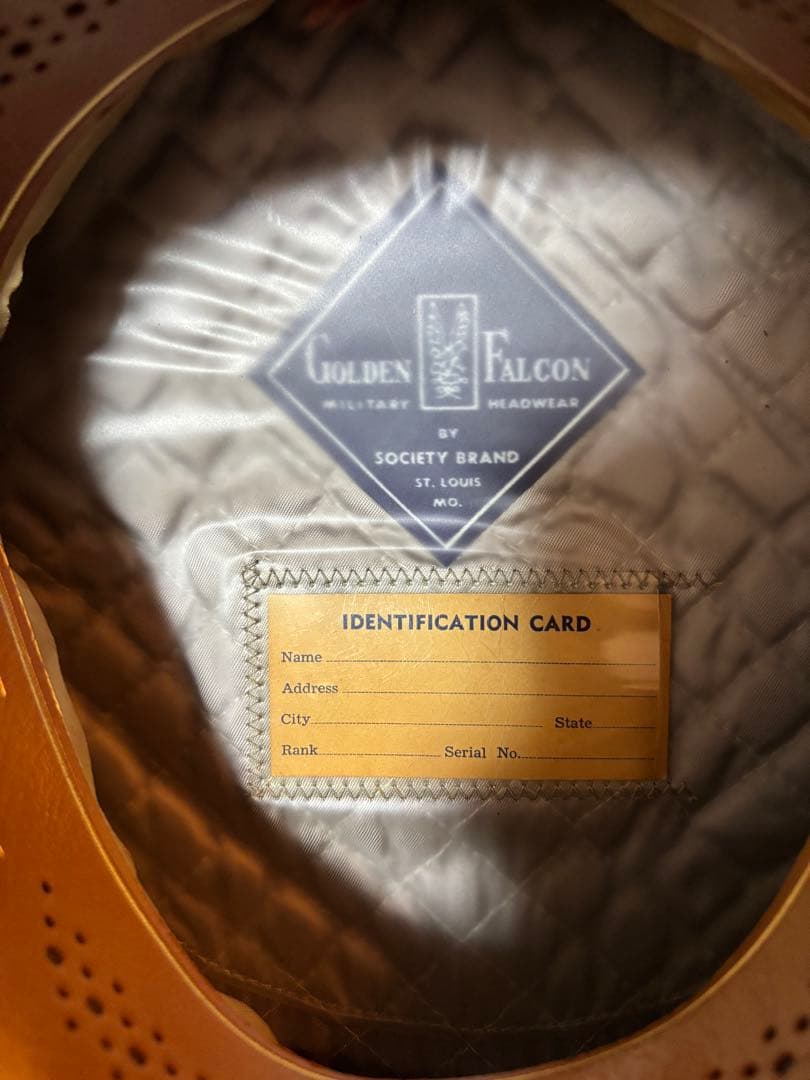 GOLDEN FALCON
MILITARY HEADWEAR
BY
SOCIETY BRAND
ST. LOUIS
MO.
IDENTIFICATION CARD
Name
Address
City State
Rank Serial No.